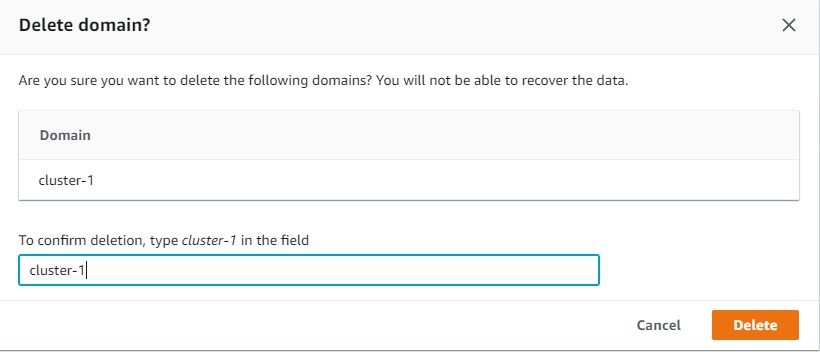 Delete domain?
Are you sure you want to delete the following domains? You will not be able to recover the data.
Domain
cluster-1
To confirm deletion, type cluster-1 in the field
cluster-1
Cancel
Delete